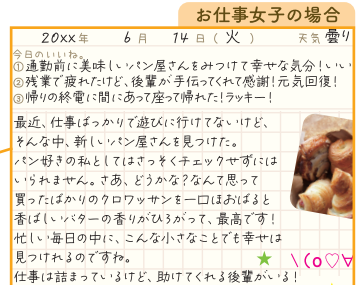 お仕事女子の場合
20xx年 6月 14日(火) 天気 曇り
今日のいいね。
①通勤前に美味しいパン屋さんをみつけて幸せな気分！いい
②残業で疲れたけど、後輩が手伝ってくれて感謝！元気回復！
③帰りの終電に間にあって座って帰れた！ラッキー！
最近、仕事ばっかりで遊びに行けてないけど、
そんな中、新しいパン屋さんを見つけた。
パン好きの私としてはさっそくチェックせずには
いられません。さあ、どうかな？なんて思って
買ったばかりのクロワッサンを一口ほおばると
香ばしいバターの香りがひろがって、最高です！
忙しい毎日の中に、こんな小さなことでも幸せは
見つけれるのですね。 ★ \(o♡∀
仕事は詰まっているけど、助けてくれる後輩がいる！